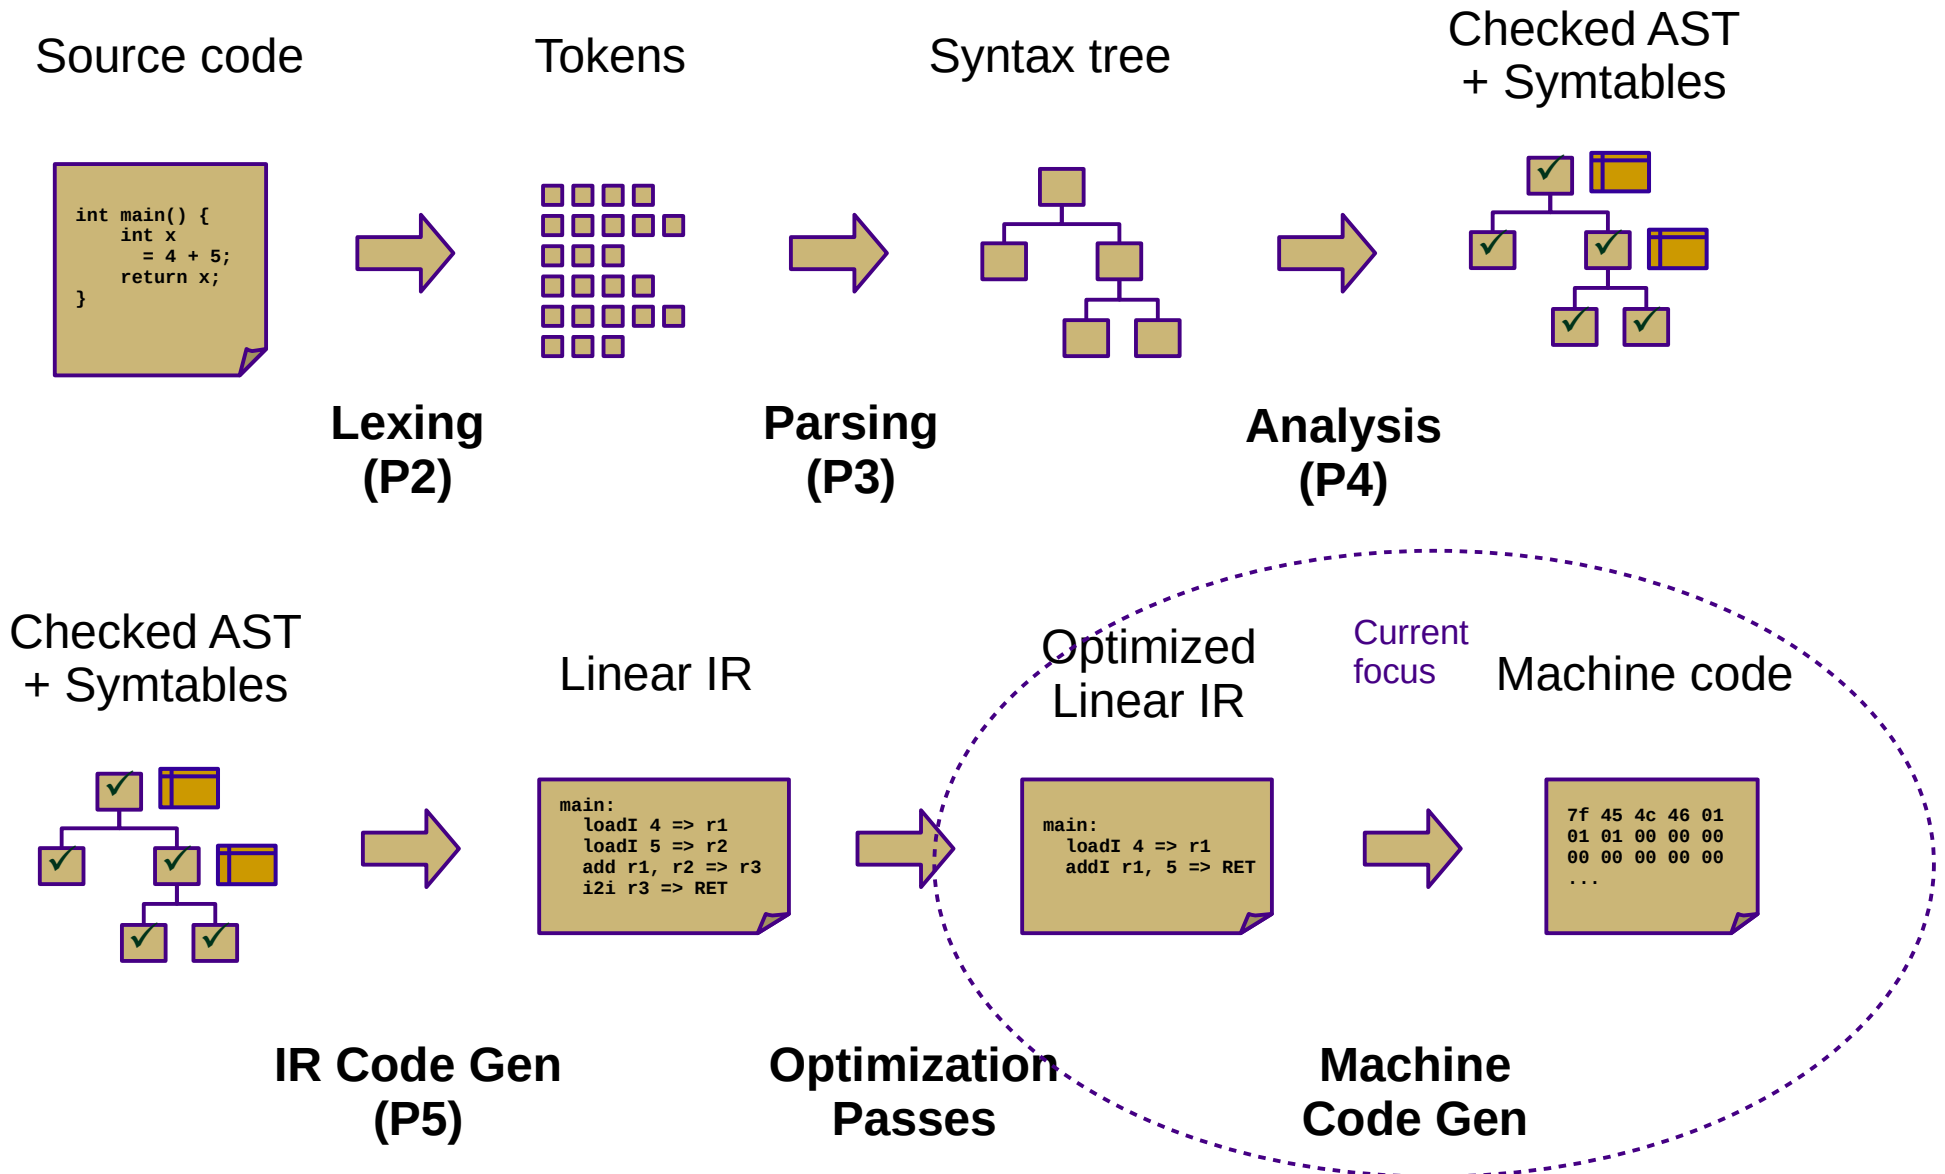 Source code
Tokens
Syntax tree
Checked AST
+ Symtables
int main() {
    int x
      = 4 + 5;
    return x;
}
Lexing
(P2)
Parsing
(P3)
Analysis
(P4)
Checked AST
+ Symtables
Linear IR
Optimized
Linear IR
Current
focus
Machine code
main:
  loadI 4 => r1
  loadI 5 => r2
  add r1, r2 => r3
  i2i r3 => RET
main:
  loadI 4 => r1
  addI r1, 5 => RET
7f 45 4c 46 01
01 01 00 00 00
00 00 00 00 00
...
IR Code Gen
(P5)
Optimization
Passes
Machine
Code Gen